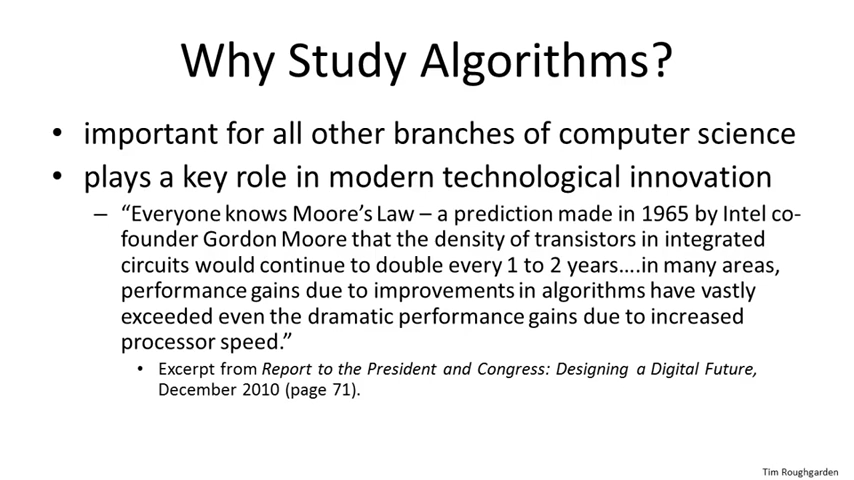 Why Study Algorithms?
• important for all other branches of computer science
• plays a key role in modern technological innovation
– “Everyone knows Moore’s Law – a prediction made in 1965 by Intel co-
founder Gordon Moore that the density of transistors in integrated
circuits would continue to double every 1 to 2 years….in many areas,
performance gains due to improvements in algorithms have vastly
exceeded even the dramatic performance gains due to increased
processor speed.”
• Excerpt from Report to the President and Congress: Designing a Digital Future,
December 2010 (page 71).
Tim Roughgarden